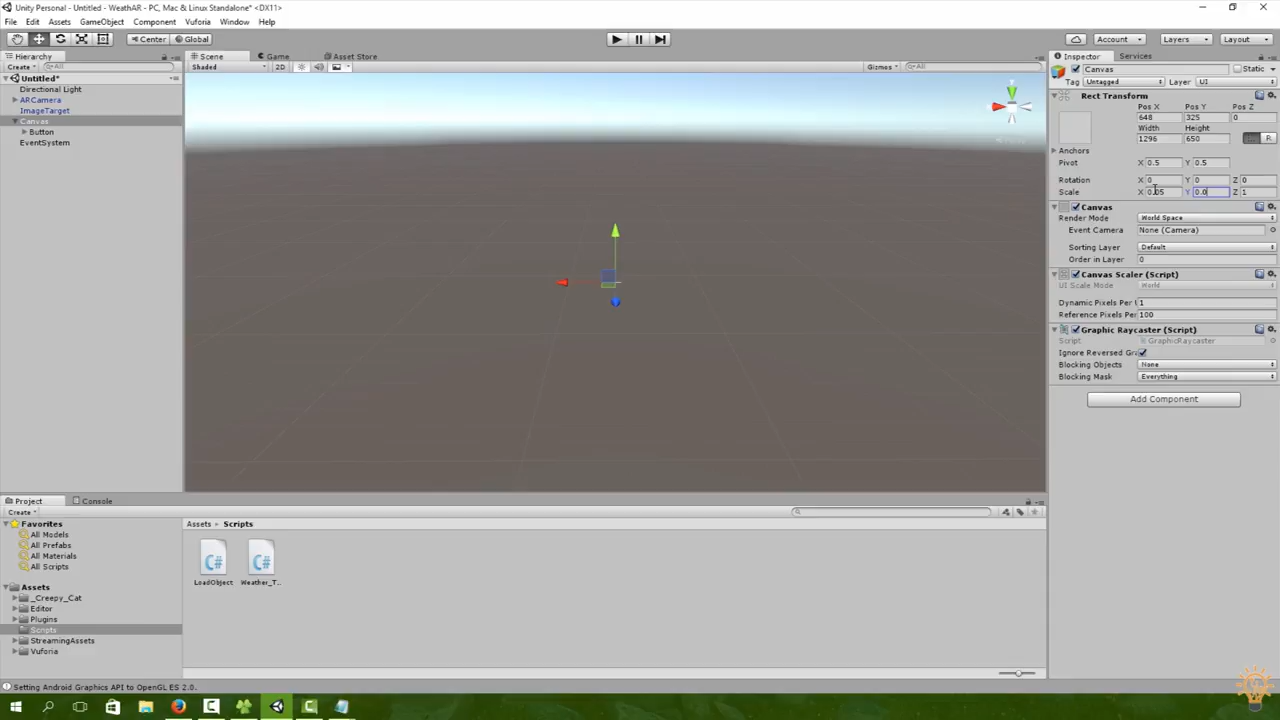 Unity Personal - Untitled - WeathAR - PC, Mac & Linux Standalone* <DX11>
File Edit Assets GameObject Component Vuforia Window Help
Center Global Account Layers Layout
Hierarchy Scene Game Asset Store Inspector Services
Create All Shaded 2D Gizmos All Canvas Static
Untitled* Tag Untagged Layer UI
Directional Light Rect Transform
ARCamera Pos X Pos Y Pos Z
ImageTarget 648 325 0
Canvas Width Height
Button 1296 650 R
EventSystem Anchors
Pivot X 0.5 Y 0.5
Rotation X 0 Y 0 Z 0
Scale X 0.05 Y 0.0 Z 1
Canvas
Render Mode World Space
Event Camera None (Camera)
Sorting Layer Default
Order in Layer 0
Canvas Scaler (Script)
UI Scale Mode World
Dynamic Pixels Per U 1
Reference Pixels Per 100
Graphic Raycaster (Script)
Script GraphicRaycaster
Ignore Reversed Gra
Blocking Objects None
Blocking Mask Everything
Add Component
Project Console
Create
Favorites
All Models
All Prefabs
All Materials
All Scripts
Assets
_Creepy_Cat
Editor
Plugins
Scripts
StreamingAssets
Vuforia
Assets Scripts
LoadObject Weather_T...
Setting Android Graphics API to OpenGL ES 2.0.